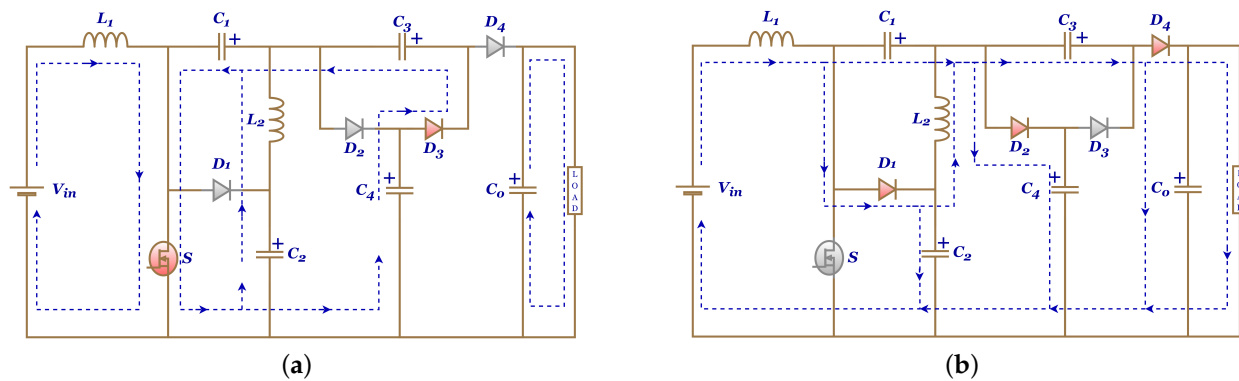 L1 C1 + C3 + D4
L2 D2 D3
D1
Vin C4 + Co + LOAD
S + C2
(a)
L1 C1 + C3 + D4
L2 D2 D3
D1
Vin C4 + Co + LOAD
S + C2
(b)